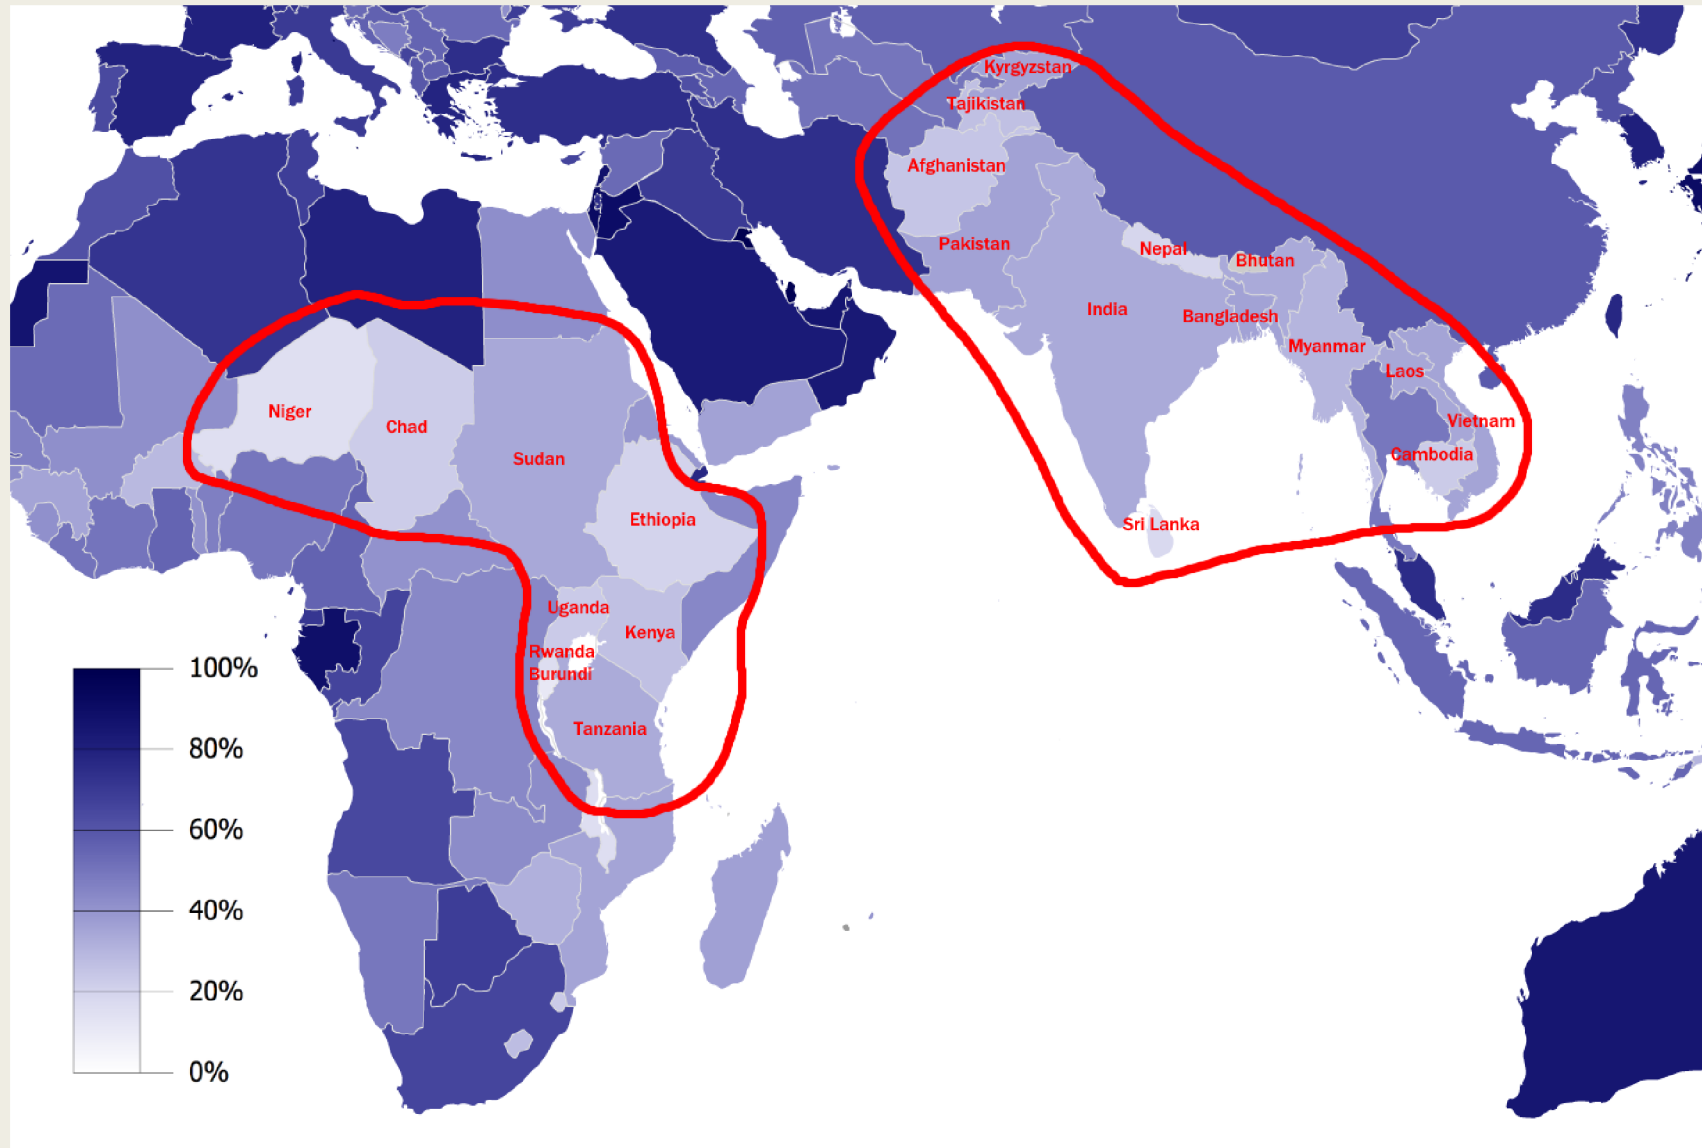 Kyrgyzstan
Tajikistan
Afghanistan
Pakistan
Nepal
Bhutan
India
Bangladesh
Myanmar
Laos
Vietnam
Cambodia
Sri Lanka
Niger
Chad
Sudan
Ethiopia
Uganda
Kenya
Rwanda
Burundi
Tanzania
100%
80%
60%
40%
20%
0%